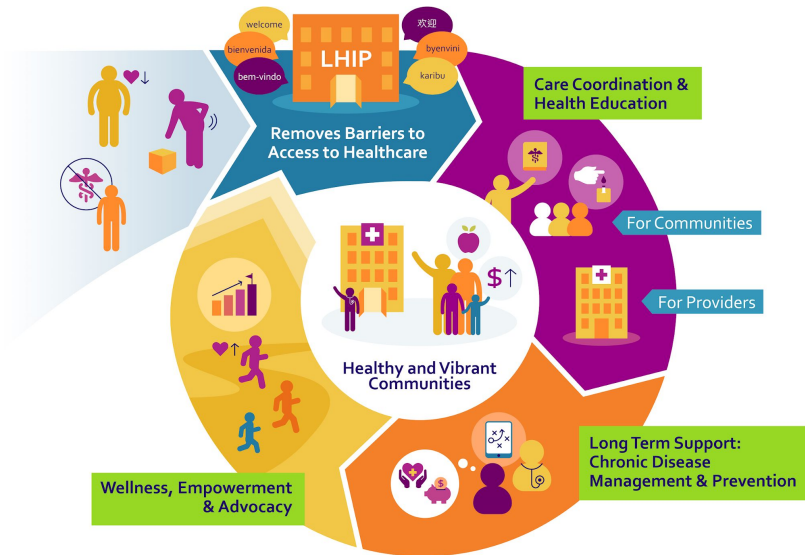 welcome
bienvenida
bem-vindo
LHIP
欢迎
byenvini
karibu
Removes Barriers to
Access to Healthcare
Care Coordination &
Health Education
For Communities
For Providers
$↑
Healthy and Vibrant
Communities
Long Term Support:
Chronic Disease
Management & Prevention
$
Wellness, Empowerment
& Advocacy